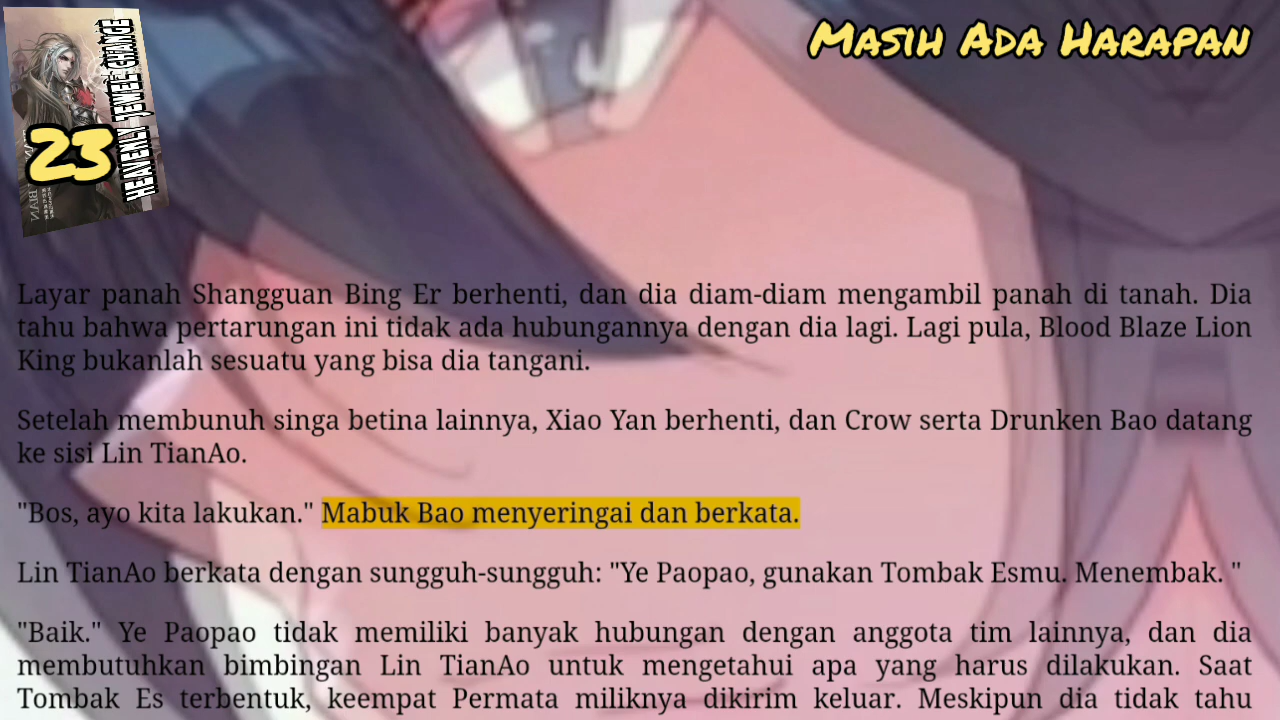 Masih Ada Harapan
23
HEAVENLY JEWEL CHANGE
Layar panah Shangguan Bing Er berhenti, dan dia diam-diam mengambil panah di tanah. Dia
tahu bahwa pertarungan ini tidak ada hubungannya dengan dia lagi. Lagi pula, Blood Blaze Lion
King bukanlah sesuatu yang bisa dia tangani.
Setelah membunuh singa betina lainnya, Xiao Yan berhenti, dan Crow serta Drunken Bao datang
ke sisi Lin TianAo.
"Bos, ayo kita lakukan." Mabuk Bao menyeringai dan berkata.
Lin TianAo berkata dengan sungguh-sungguh: "Ye Paopao, gunakan Tombak Esmu. Menembak. "
"Baik." Ye Paopao tidak memiliki banyak hubungan dengan anggota tim lainnya, dan dia
membutuhkan bimbingan Lin TianAo untuk mengetahui apa yang harus dilakukan. Saat
Tombak Es terbentuk, keempat Permata miliknya dikirim keluar. Meskipun dia tidak tahu